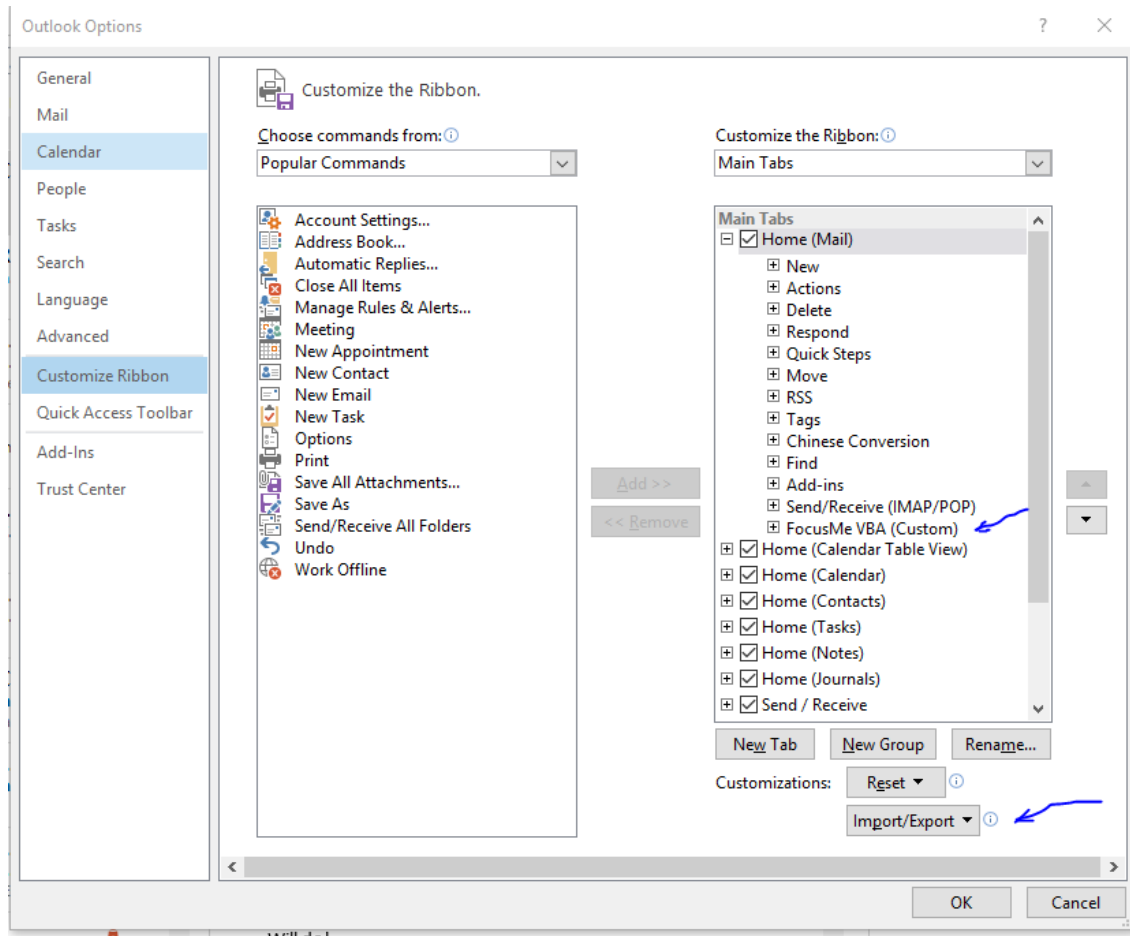 Outlook Options
?
General
Mail
Calendar
People
Tasks
Search
Language
Advanced
Customize Ribbon
Quick Access Toolbar
Add-Ins
Trust Center
Customize the Ribbon.
Choose commands from:
Popular Commands
Account Settings...
Address Book...
Automatic Replies...
Close All Items
Manage Rules & Alerts...
Meeting
New Appointment
New Contact
New Email
New Task
Options
Print
Save All Attachments...
Save As
Send/Receive All Folders
Undo
Work Offline
Add >>
<< Remove
Customize the Ribbon:
Main Tabs
Main Tabs
Home (Mail)
New
Actions
Delete
Respond
Quick Steps
Move
RSS
Tags
Chinese Conversion
Find
Add-ins
Send/Receive (IMAP/POP)
FocusMe VBA (Custom)
Home (Calendar Table View)
Home (Calendar)
Home (Contacts)
Home (Tasks)
Home (Notes)
Home (Journals)
Send / Receive
New Tab New Group Rename...
Customizations: Reset
Import/Export
OK Cancel